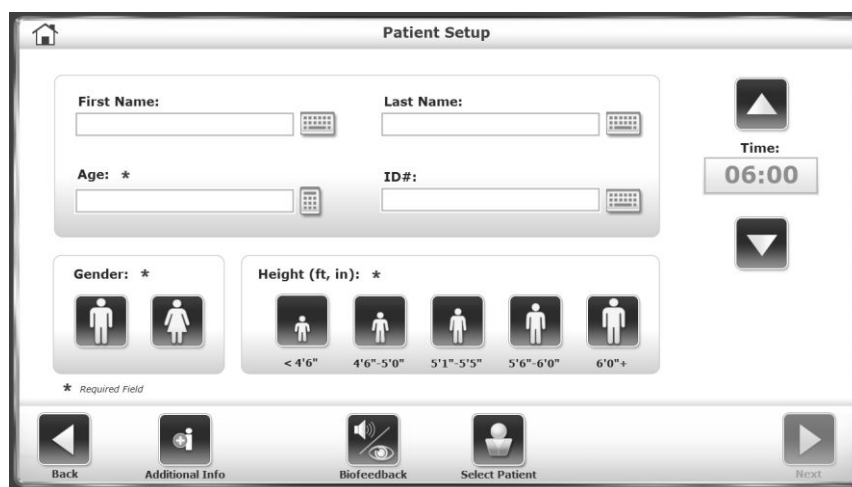 Patient Setup
First Name:
Last Name:
Time:
06:00
Age: *
ID#:
Gender: *
Height (ft, in): *
< 4'6"
4'6"-5'0"
5'1"-5'5"
5'6"-6'0"
6'0"+
* Required Field
Back
Additional Info
Biofeedback
Select Patient
Next